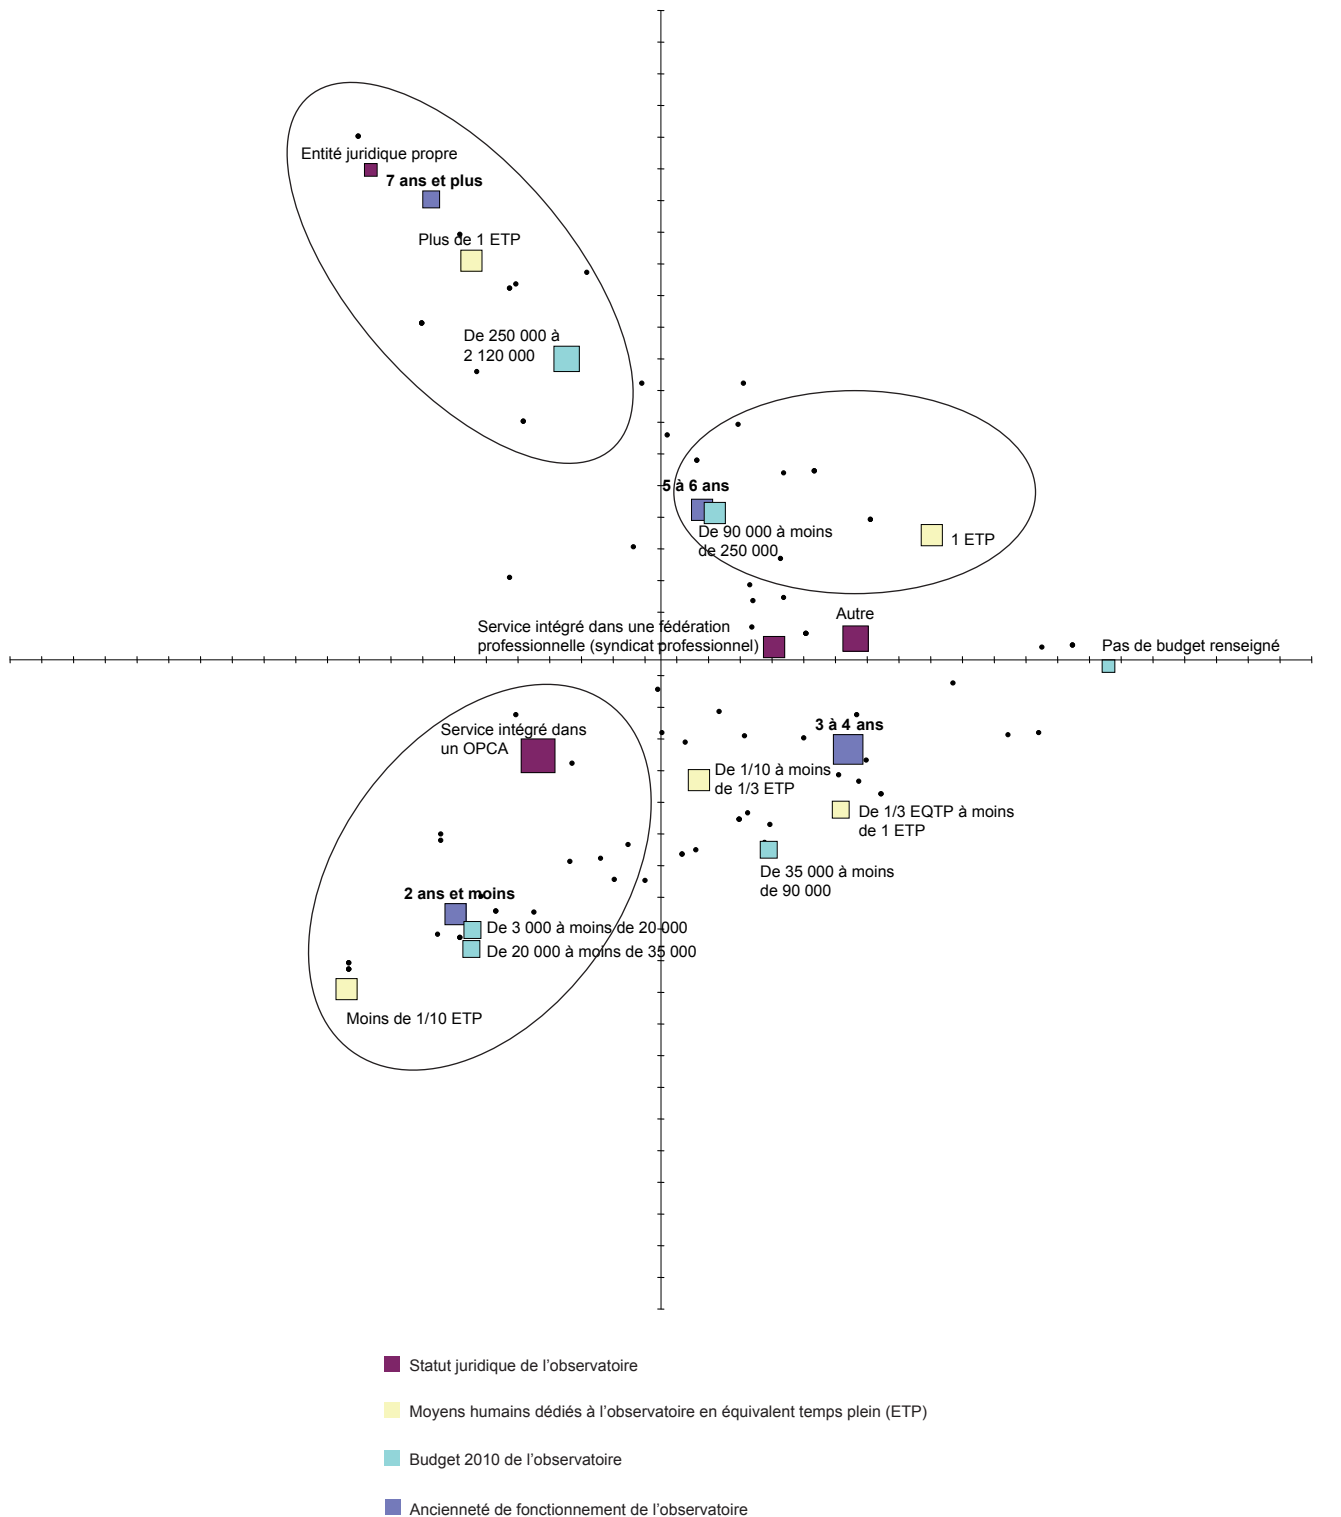 Entité juridique propre
7 ans et plus
Plus de 1 ETP
De 250 000 à
2 120 000
5 à 6 ans
De 90 000 à moins
de 250 000
1 ETP
Autre
Service intégré dans une fédération
professionnelle (syndicat professionnel)
Pas de budget renseigné
Service intégré dans
un OPCA
3 à 4 ans
De 1/10 à moins
de 1/3 ETP
De 1/3 EQTP à moins
de 1 ETP
De 35 000 à moins
de 90 000
2 ans et moins
De 3 000 à moins de 20 000
De 20 000 à moins de 35 000
Moins de 1/10 ETP
Statut juridique de l’observatoire
Moyens humains dédiés à l’observatoire en équivalent temps plein (ETP)
Budget 2010 de l’observatoire
Ancienneté de fonctionnement de l’observatoire